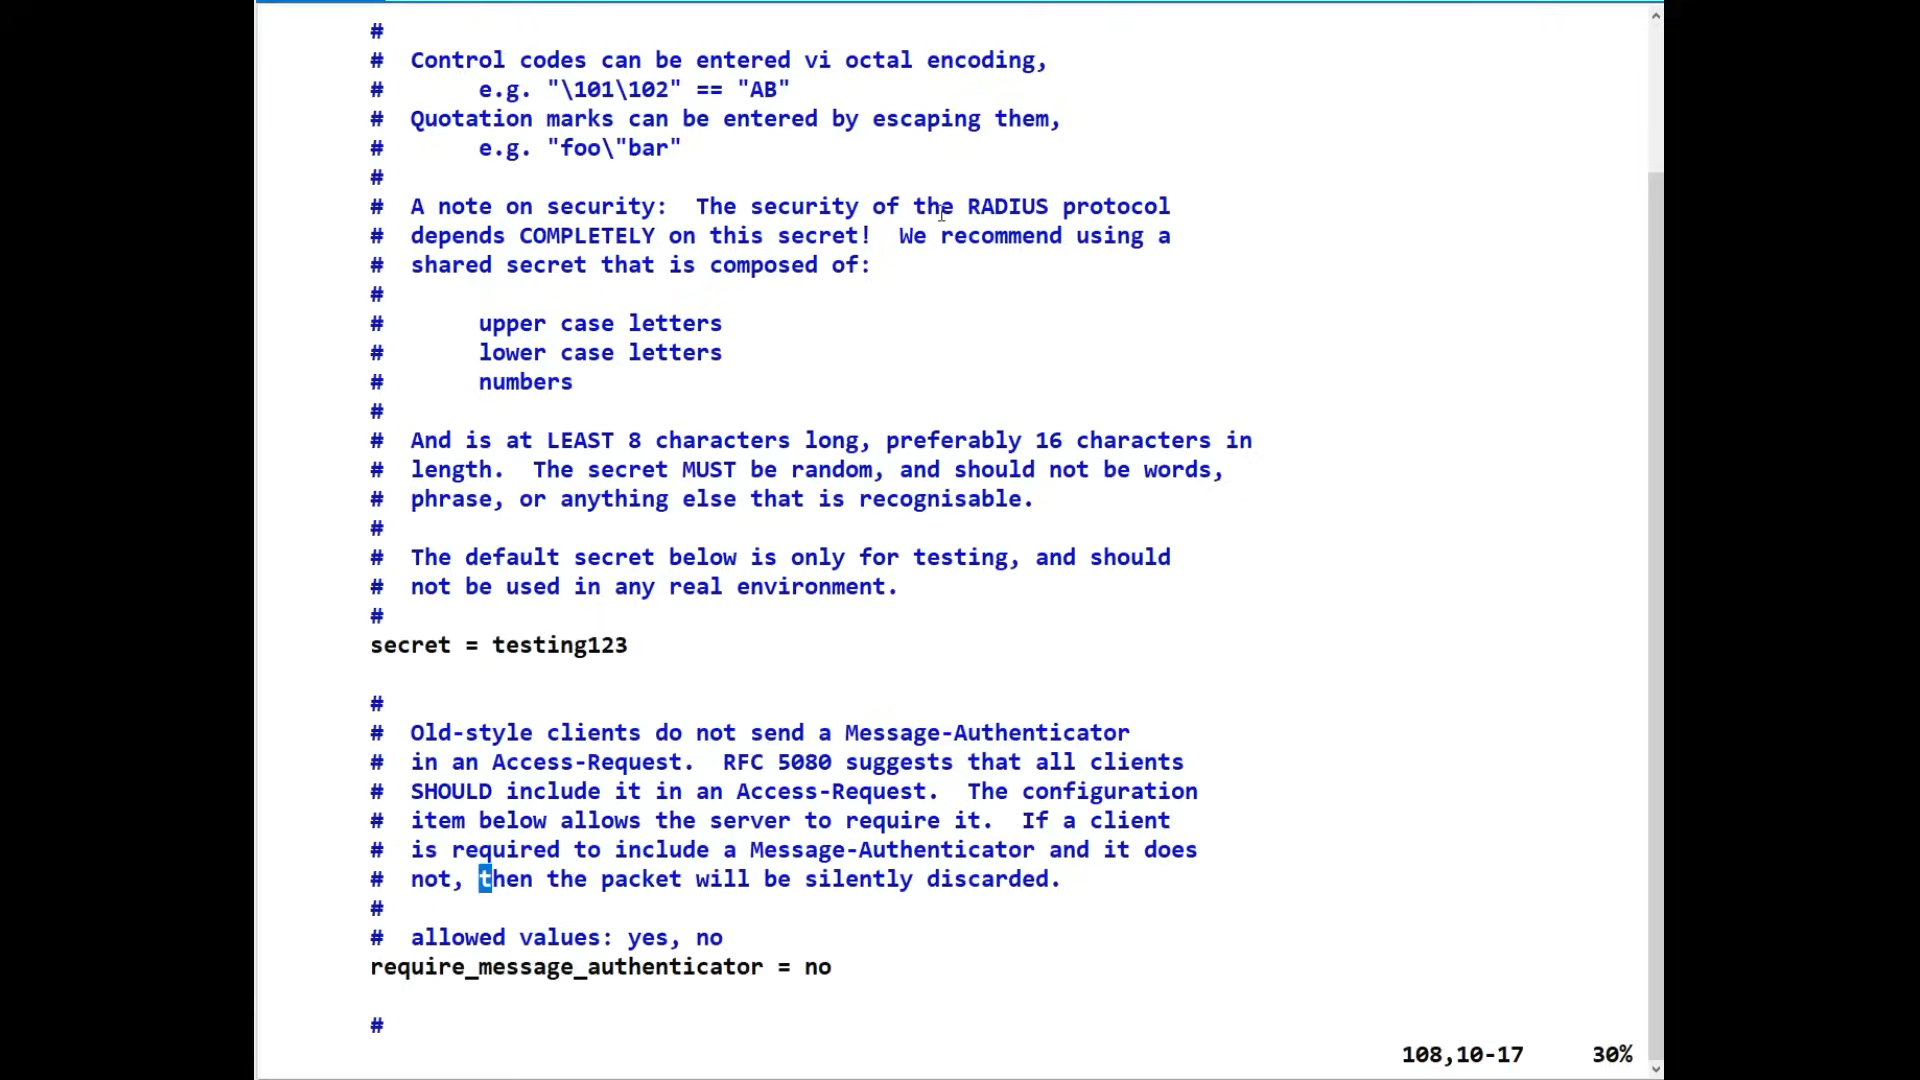 #
#  Control codes can be entered vi octal encoding,
#       e.g. "\101\102" == "AB"
#  Quotation marks can be entered by escaping them,
#       e.g. "foo\"bar"
#
#  A note on security:  The security of the RADIUS protocol
#  depends COMPLETELY on this secret!  We recommend using a
#  shared secret that is composed of:
#
#       upper case letters
#       lower case letters
#       numbers
#
#  And is at LEAST 8 characters long, preferably 16 characters in
#  length.  The secret MUST be random, and should not be words,
#  phrase, or anything else that is recognisable.
#
#  The default secret below is only for testing, and should
#  not be used in any real environment.
#
secret = testing123

#
#  Old-style clients do not send a Message-Authenticator
#  in an Access-Request.  RFC 5080 suggests that all clients
#  SHOULD include it in an Access-Request.  The configuration
#  item below allows the server to require it.  If a client
#  is required to include a Message-Authenticator and it does
#  not, then the packet will be silently discarded.
#
#  allowed values: yes, no
require_message_authenticator = no

#
108,10-17     30%